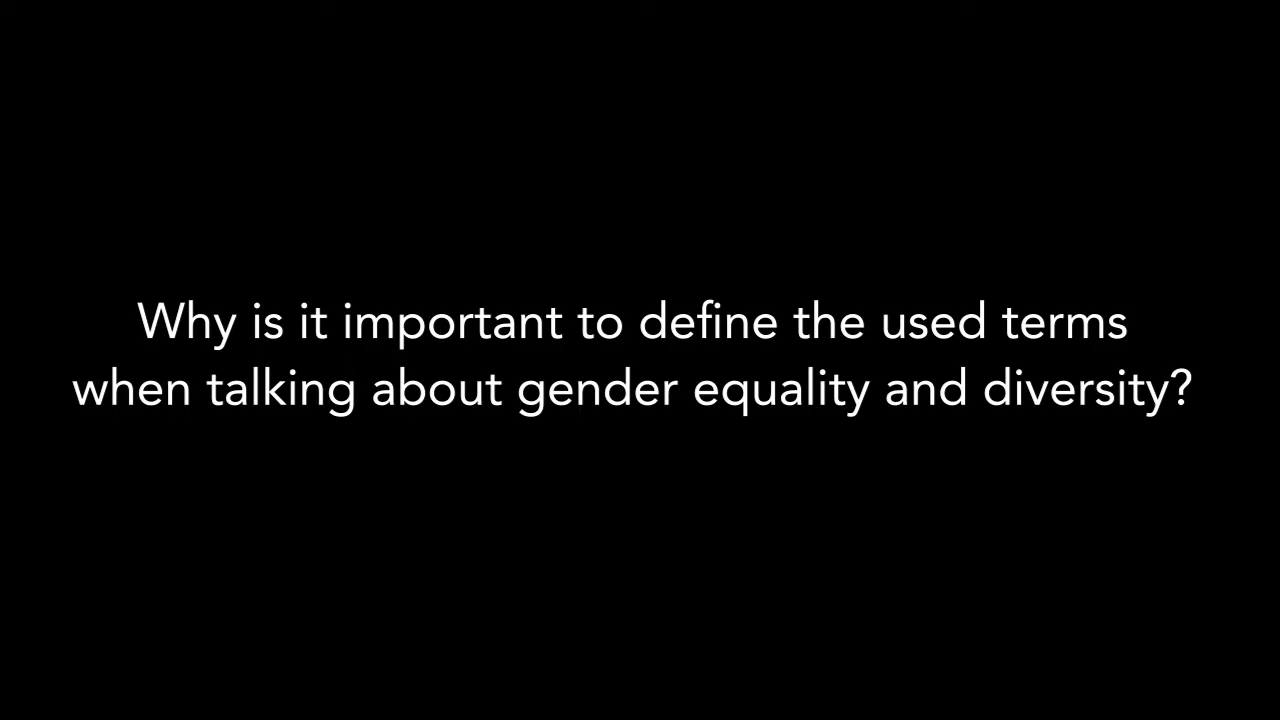 Why is it important to define the used terms
when talking about gender equality and diversity?